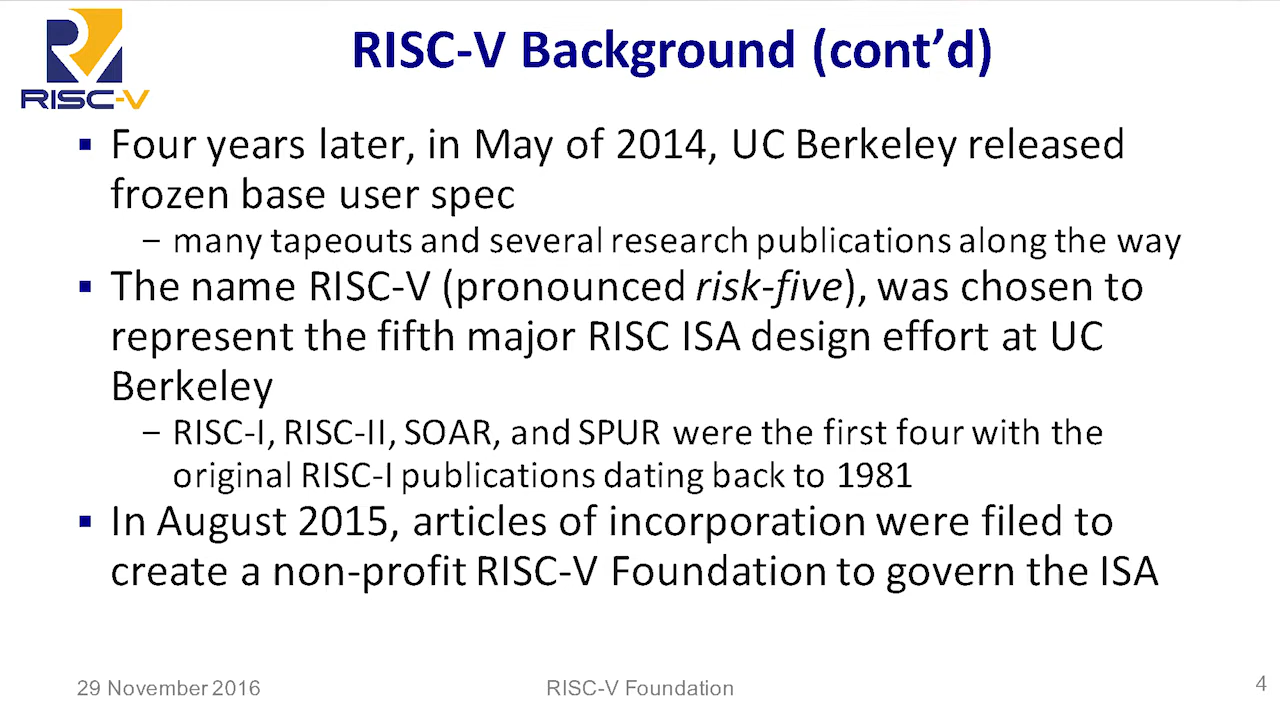 RISC-V Background (cont’d)
RISC-V
▪ Four years later, in May of 2014, UC Berkeley released
frozen base user spec
– many tapeouts and several research publications along the way
▪ The name RISC-V (pronounced risk-five), was chosen to
represent the fifth major RISC ISA design effort at UC
Berkeley
– RISC-I, RISC-II, SOAR, and SPUR were the first four with the
original RISC-I publications dating back to 1981
▪ In August 2015, articles of incorporation were filed to
create a non-profit RISC-V Foundation to govern the ISA
29 November 2016
RISC-V Foundation
4